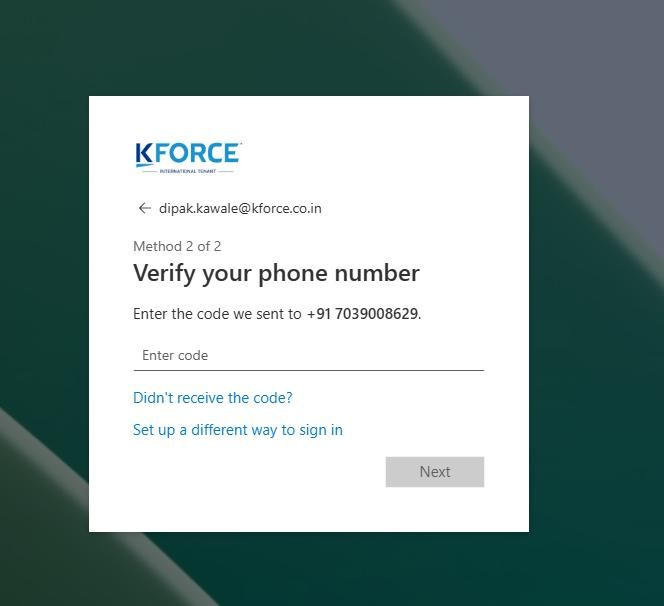 KFORCE
INTERNATIONAL TENANT
← dipak.kawale@kforce.co.in
Method 2 of 2
Verify your phone number
Enter the code we sent to +91 7039008629.
Enter code
Didn't receive the code?
Set up a different way to sign in
Next